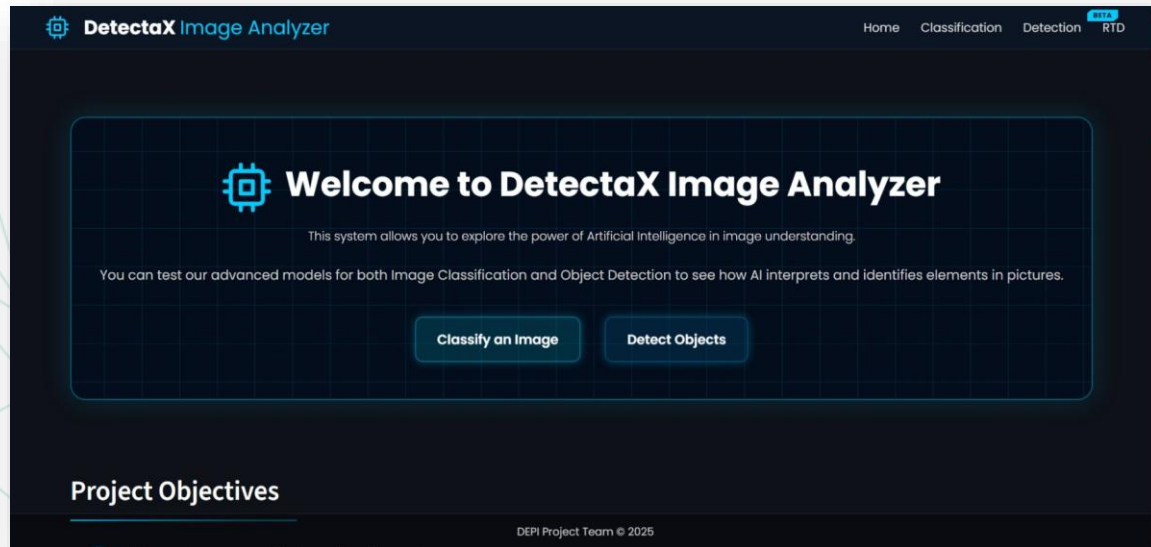 DetectaX Image Analyzer
Home Classification Detection BETA RTD
Welcome to DetectaX Image Analyzer
This system allows you to explore the power of Artificial Intelligence in image understanding.
You can test our advanced models for both Image Classification and Object Detection to see how AI interprets and identifies elements in pictures.
Classify an Image Detect Objects
Project Objectives
DEPI Project Team © 2025